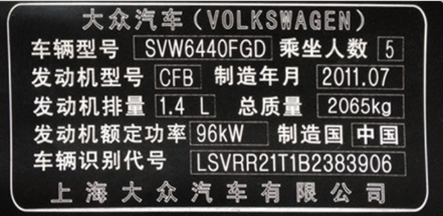 大众汽车(VOLKSWAGEN)
车辆型号 SVW6440FGD 乘坐人数 5
发动机型号 CFB 制造年月 2011.07
发动机排量 1.4 L 总质量 2065kg
发动机额定功率 96kW 制造国 中国
车辆识别代号 LSVRR21T1B2383906
上海大众汽车有限公司